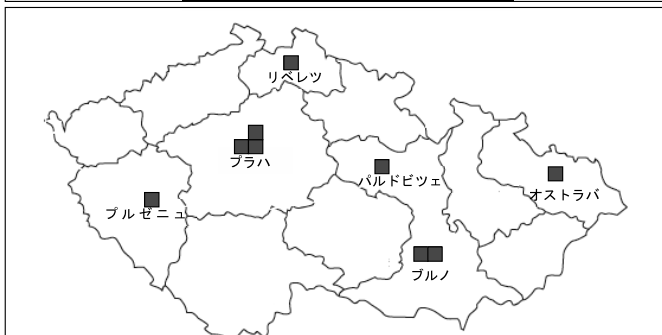 リベレツ
プラハ
パルドビツェ
オストラバ
プルゼニュ
ブルノ